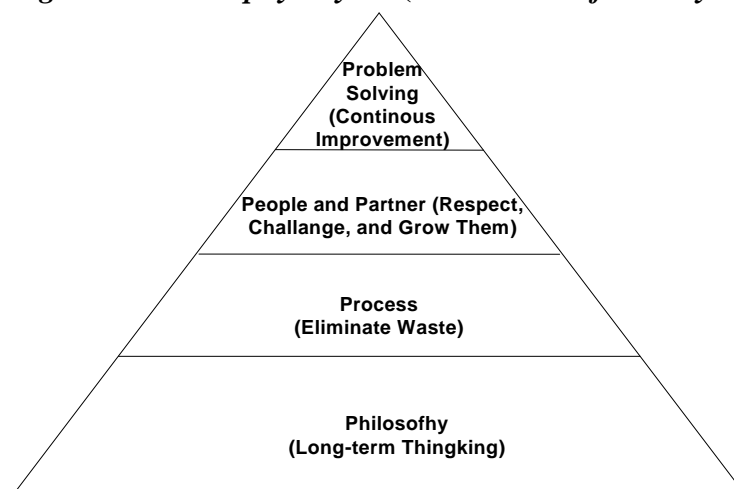 Problem
Solving
(Continous
Improvement)
People and Partner (Respect,
Challange, and Grow Them)
Process
(Eliminate Waste)
Philosofhy
(Long-term Thingking)